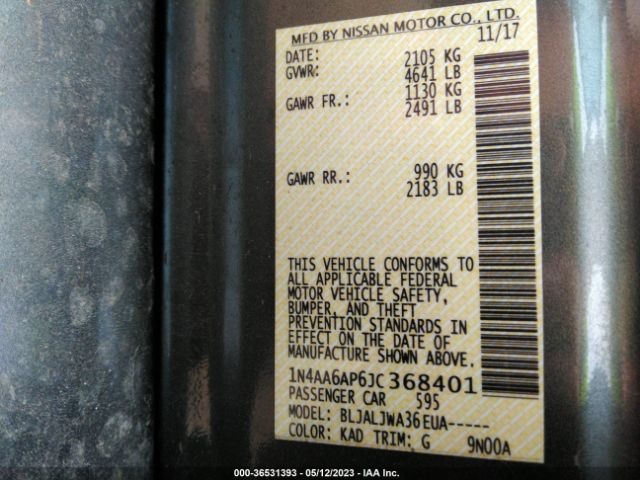 MFD BY NISSAN MOTOR CO., LTD.
DATE: 11/17
GVWR: 2105 KG
4641 LB
GAWR FR.: 1130 KG
2491 LB
GAWR RR.: 990 KG
2183 LB
THIS VEHICLE CONFORMS TO
ALL APPLICABLE FEDERAL
MOTOR VEHICLE SAFETY,
BUMPER, AND THEFT
PREVENTION STANDARDS IN
EFFECT ON THE DATE OF
MANUFACTURE SHOWN ABOVE.
1N4AA6AP6JC368401
PASSENGER CAR 595
MODEL: BLJALJWA36EUA-----
COLOR: KAD TRIM: G 9N00A
000-36531393 - 05/12/2023 - IAA Inc.